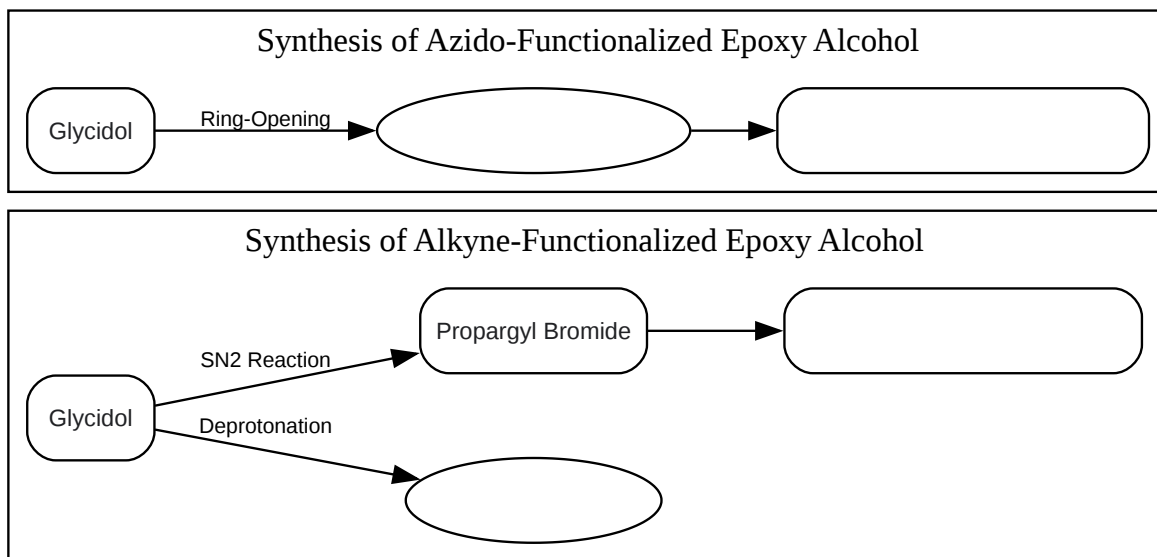 Synthesis of Azido-Functionalized Epoxy Alcohol
Glycidol
Ring-Opening
Synthesis of Alkyne-Functionalized Epoxy Alcohol
Propargyl Bromide
SN2 Reaction
Glycidol
Deprotonation